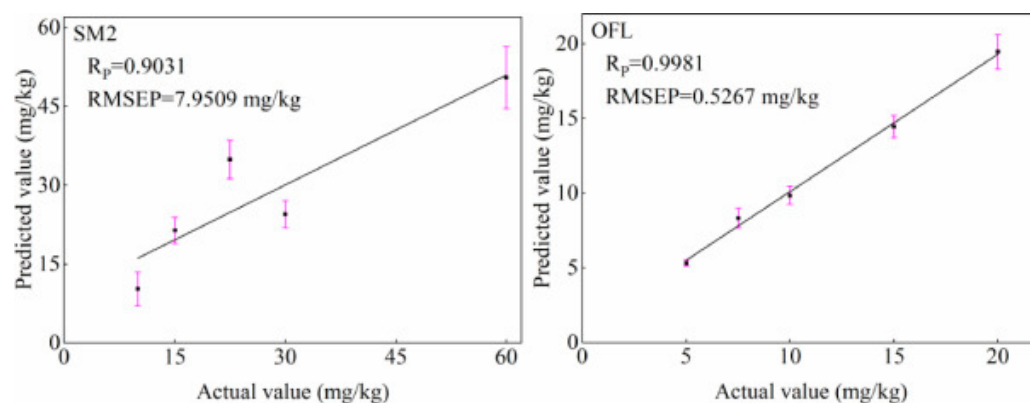 SM2
R_P=0.9031
RMSEP=7.9509 mg/kg
Predicted value (mg/kg)
60
45
30
15
0
0 15 30 45 60
Actual value (mg/kg)
OFL
R_P=0.9981
RMSEP=0.5267 mg/kg
Predicted value (mg/kg)
20
15
10
5
0
0 5 10 15 20
Actual value (mg/kg)